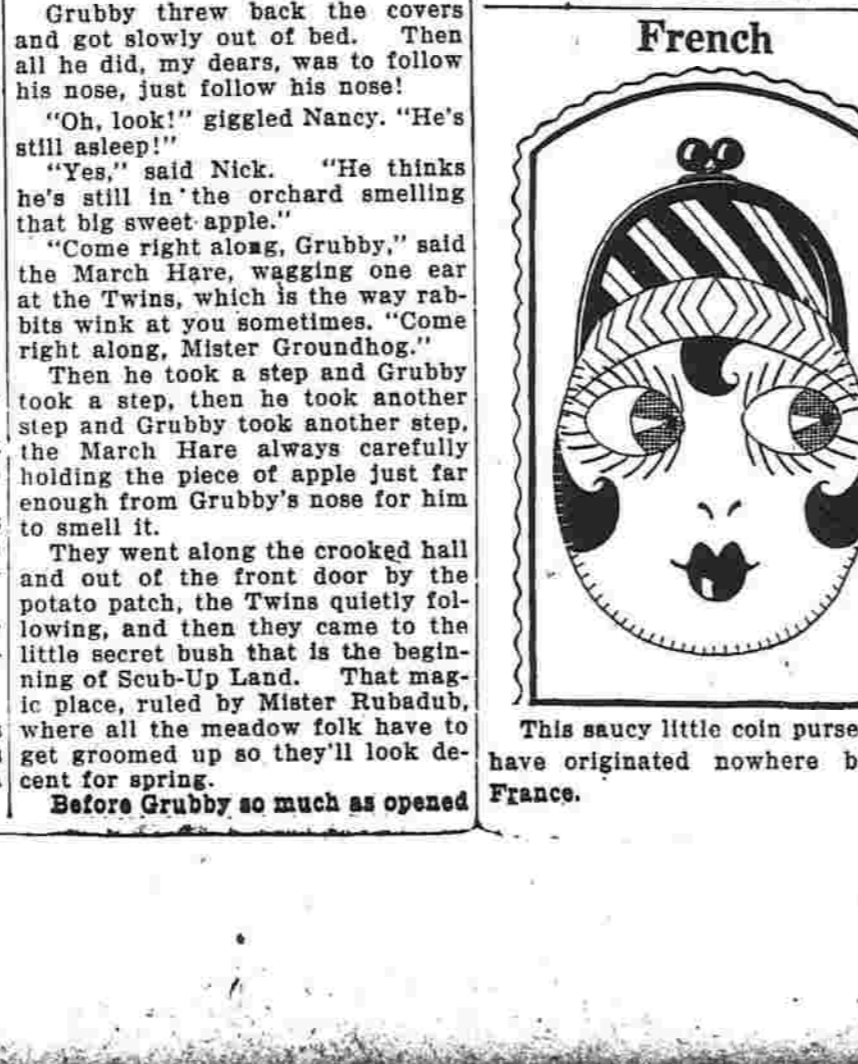 Grubby threw back the covers
and got slowly out of bed. Then
all he did, my dears, was to follow
his nose, just follow his nose!
"Oh, look!" giggled Nancy. "He's
still asleep!"
"Yes," said Nick. "He thinks
he's still in the orchard smelling
that big sweet apple."
"Come right along, Grubby," said
the March Hare, wagging one ear
at the Twins, which is the way rab-
bits wink at you sometimes. "Come
right along, Mister Groundhog."
Then he took a step and Grubby
took a step, then he took another
step and Grubby took another step,
the March Hare always carefully
holding the piece of apple just far
enough from Grubby's nose for him
to smell it.
They went along the crooked hall
and out of the front door by the
potato patch, the Twins quietly fol-
lowing, and then they came to the
little secret bush that is the begin-
ning of Scub-Up Land. That mag-
ic place, ruled by Mister Rubadub,
where all the meadow folk have to
get groomed up so they'll look de-
cent for spring.
Before Grubby so much as opened
French
This saucy little coin purse
have originated nowhere b
France.